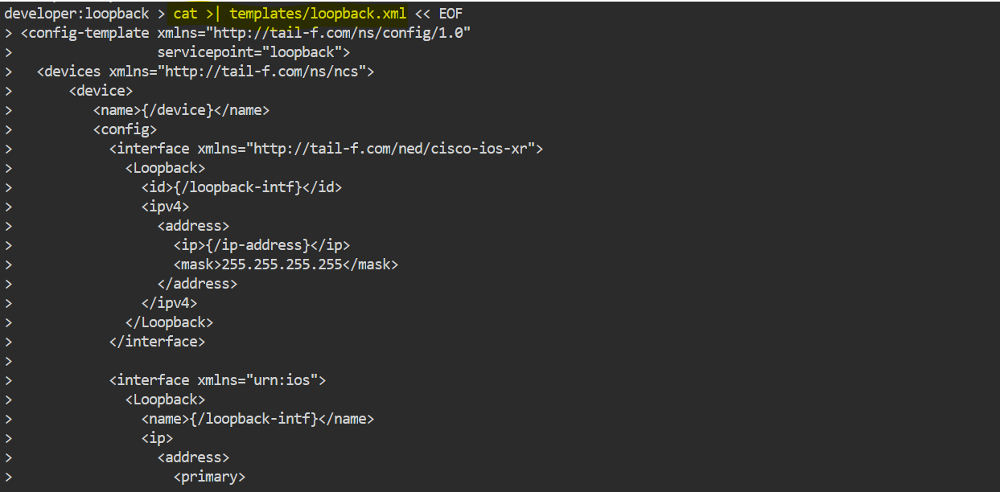 developer:loopback > cat >| templates/loopback.xml << EOF
> <config-template xmlns="http://tail-f.com/ns/config/1.0"
>                  servicepoint="loopback">
>   <devices xmlns="http://tail-f.com/ns/ncs">
>       <device>
>          <name>{/device}</name>
>          <config>
>            <interface xmlns="http://tail-f.com/ned/cisco-ios-xr">
>              <Loopback>
>                <id>{/loopback-intf}</id>
>                <ipv4>
>                  <address>
>                    <ip>{/ip-address}</ip>
>                    <mask>255.255.255.255</mask>
>                  </address>
>                </ipv4>
>              </Loopback>
>            </interface>
>
>            <interface xmlns="urn:ios">
>              <Loopback>
>                <name>{/loopback-intf}</name>
>                <ip>
>                  <address>
>                    <primary>